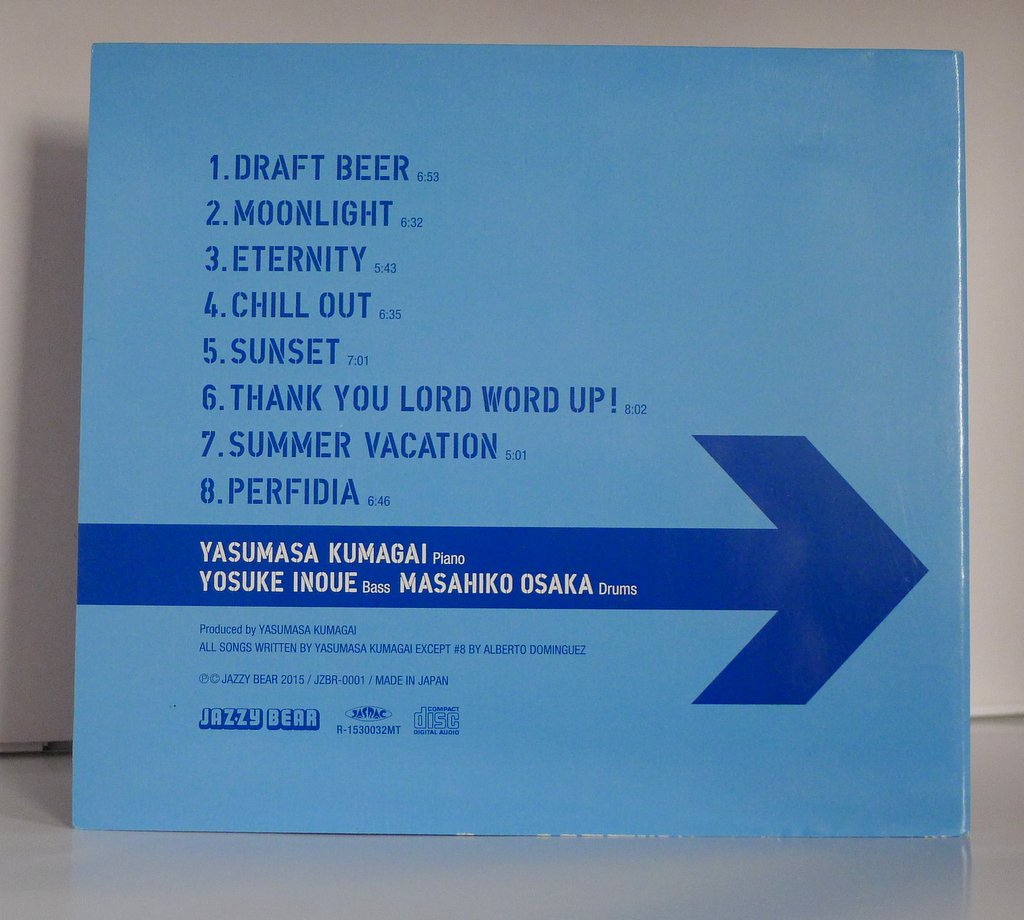 1. DRAFT BEER 6:53
2. MOONLIGHT 6:32
3. ETERNITY 5:43
4. CHILL OUT 6:35
5. SUNSET 7:01
6. THANK YOU LORD WORD UP! 8:02
7. SUMMER VACATION 5:01
8. PERFIDIA 6:46
YASUMASA KUMAGAI Piano
YOSUKE INOUE Bass MASAHIKO OSAKA Drums
Produced by YASUMASA KUMAGAI
ALL SONGS WRITTEN BY YASUMASA KUMAGAI EXCEPT #8 BY ALBERTO DOMINGUEZ
℗© JAZZY BEAR 2015 / JZBR-0001 / MADE IN JAPAN
JAZZY BEAR
JASRAC
R-1530032MT
COMPACT
disc
DIGITAL AUDIO